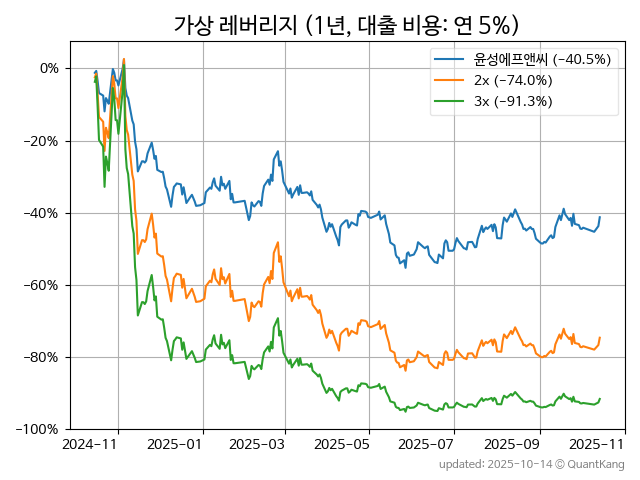 가상 레버리지 (1년, 대출 비용: 연 5%)
윤성에프앤씨 (−40.5%)
2x (−74.0%)
3x (−91.3%)
0%
−20%
−40%
−60%
−80%
−100%
2024-11 2025-01 2025-03 2025-05 2025-07 2025-09 2025-11
updated: 2025-10-14 © QuantKang